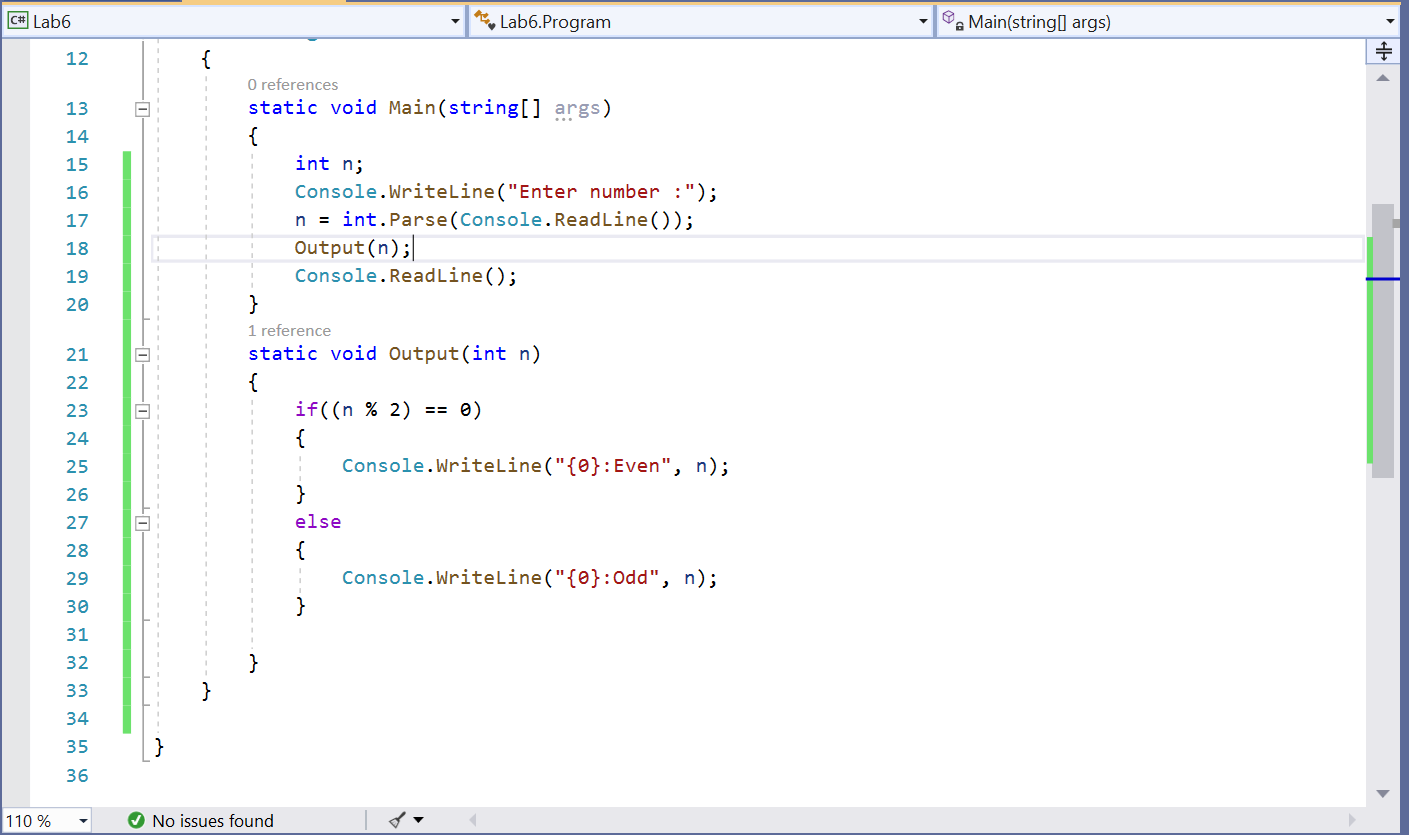 C# Lab6 Lab6.Program Main(string[] args)
12 {
0 references
13 static void Main(string[] args)
14 {
15 int n;
16 Console.WriteLine("Enter number :");
17 n = int.Parse(Console.ReadLine());
18 Output(n);
19 Console.ReadLine();
20 }
1 reference
21 static void Output(int n)
22 {
23 if((n % 2) == 0)
24 {
25 Console.WriteLine("{0}:Even", n);
26 }
27 else
28 {
29 Console.WriteLine("{0}:Odd", n);
30 }
31
32 }
33 }
34
35 }
36
110 % No issues found